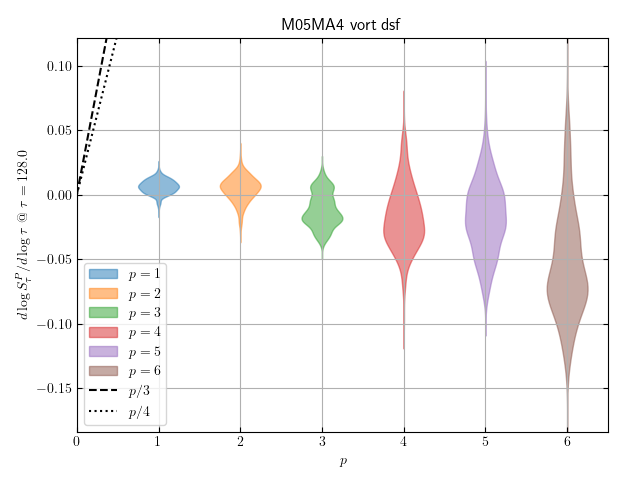 M05MA4 vort dsf
d log S_τ^p / d log τ @ τ = 128.0
0.10
0.05
0.00
−0.05
−0.10
−0.15
p = 1
p = 2
p = 3
p = 4
p = 5
p = 6
p/3
p/4
0 1 2 3 4 5 6
p